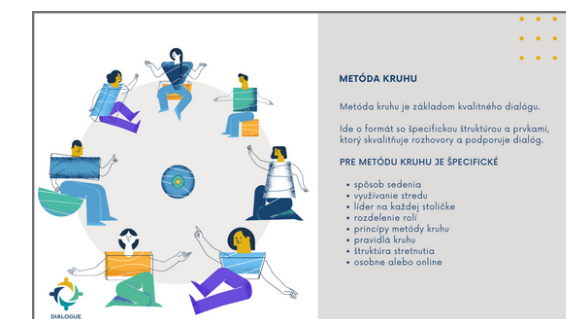 METÓDA KRUHU
Metóda kruhu je základom kvalitného dialógu.
Ide o formát so špecifickou štruktúrou a prvkami,
ktorý skvalitňuje rozhovory a podporuje dialóg.
PRE METÓDU KRUHU JE ŠPECIFICKÉ
• spôsob sedenia
• využívanie stredu
• líder na každej stoličke
• rozdelenie rolí
• princípy metódy kruhu
• pravidlá kruhu
• štruktúra stretnutia
• osobne alebo online
DIALOGUE